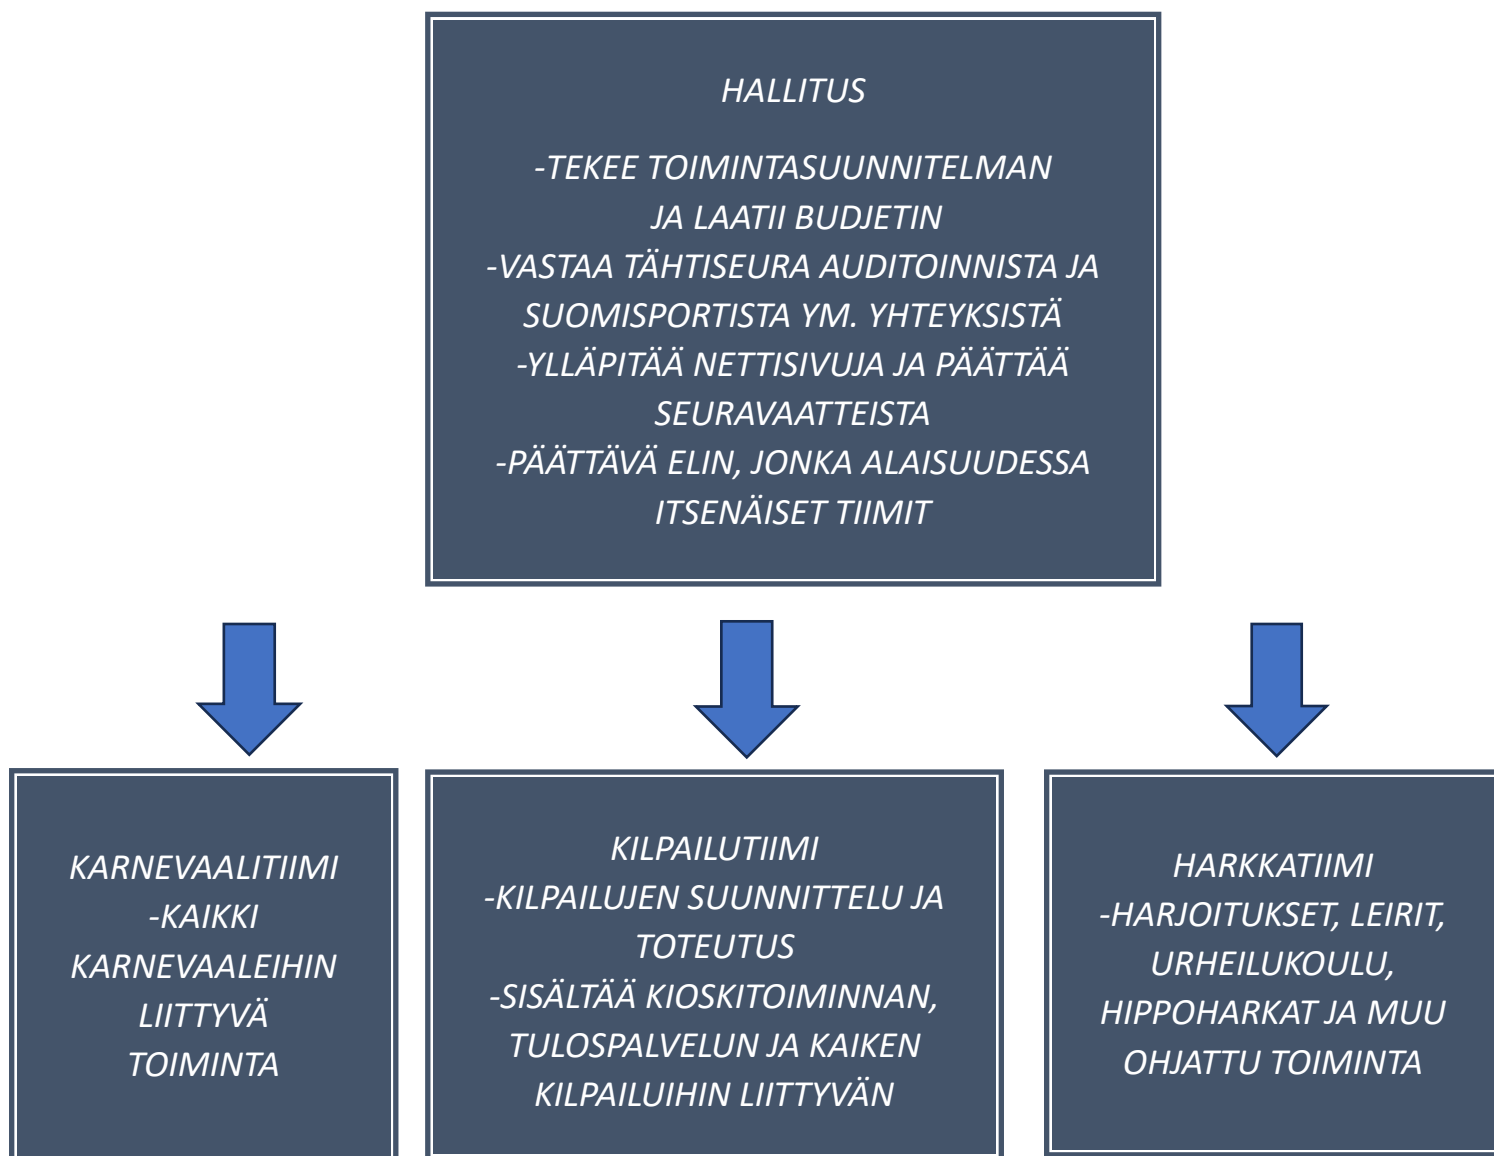 HALLITUS
-TEKEE TOIMINTASUUNNITELMAN
JA LAATII BUDJETIN
-VASTAA TÄHTISEURA AUDITOINNISTA JA
SUOMISPORTISTA YM. YHTEYKSISTÄ
-YLLÄPITÄÄ NETTISIVUJA JA PÄÄTTÄÄ
SEURAVAATTEISTA
-PÄÄTTÄVÄ ELIN, JONKA ALAISUUDESSA
ITSENÄISET TIIMIT
KARNEVAALITIIMI
-KAIKKI
KARNEVAALEIHIN
LIITTYVÄ
TOIMINTA
KILPAILUTIIMI
-KILPAILUJEN SUUNNITTELU JA
TOTEUTUS
-SISÄLTÄÄ KIOSKITOIMINNAN,
TULOSPALVELUN JA KAIKEN
KILPAILUIHIN LIITTYVÄN
HARKKATIIMI
-HARJOITUKSET, LEIRIT,
URHEILUKOULU,
HIPPOHARKAT JA MUU
OHJATTU TOIMINTA